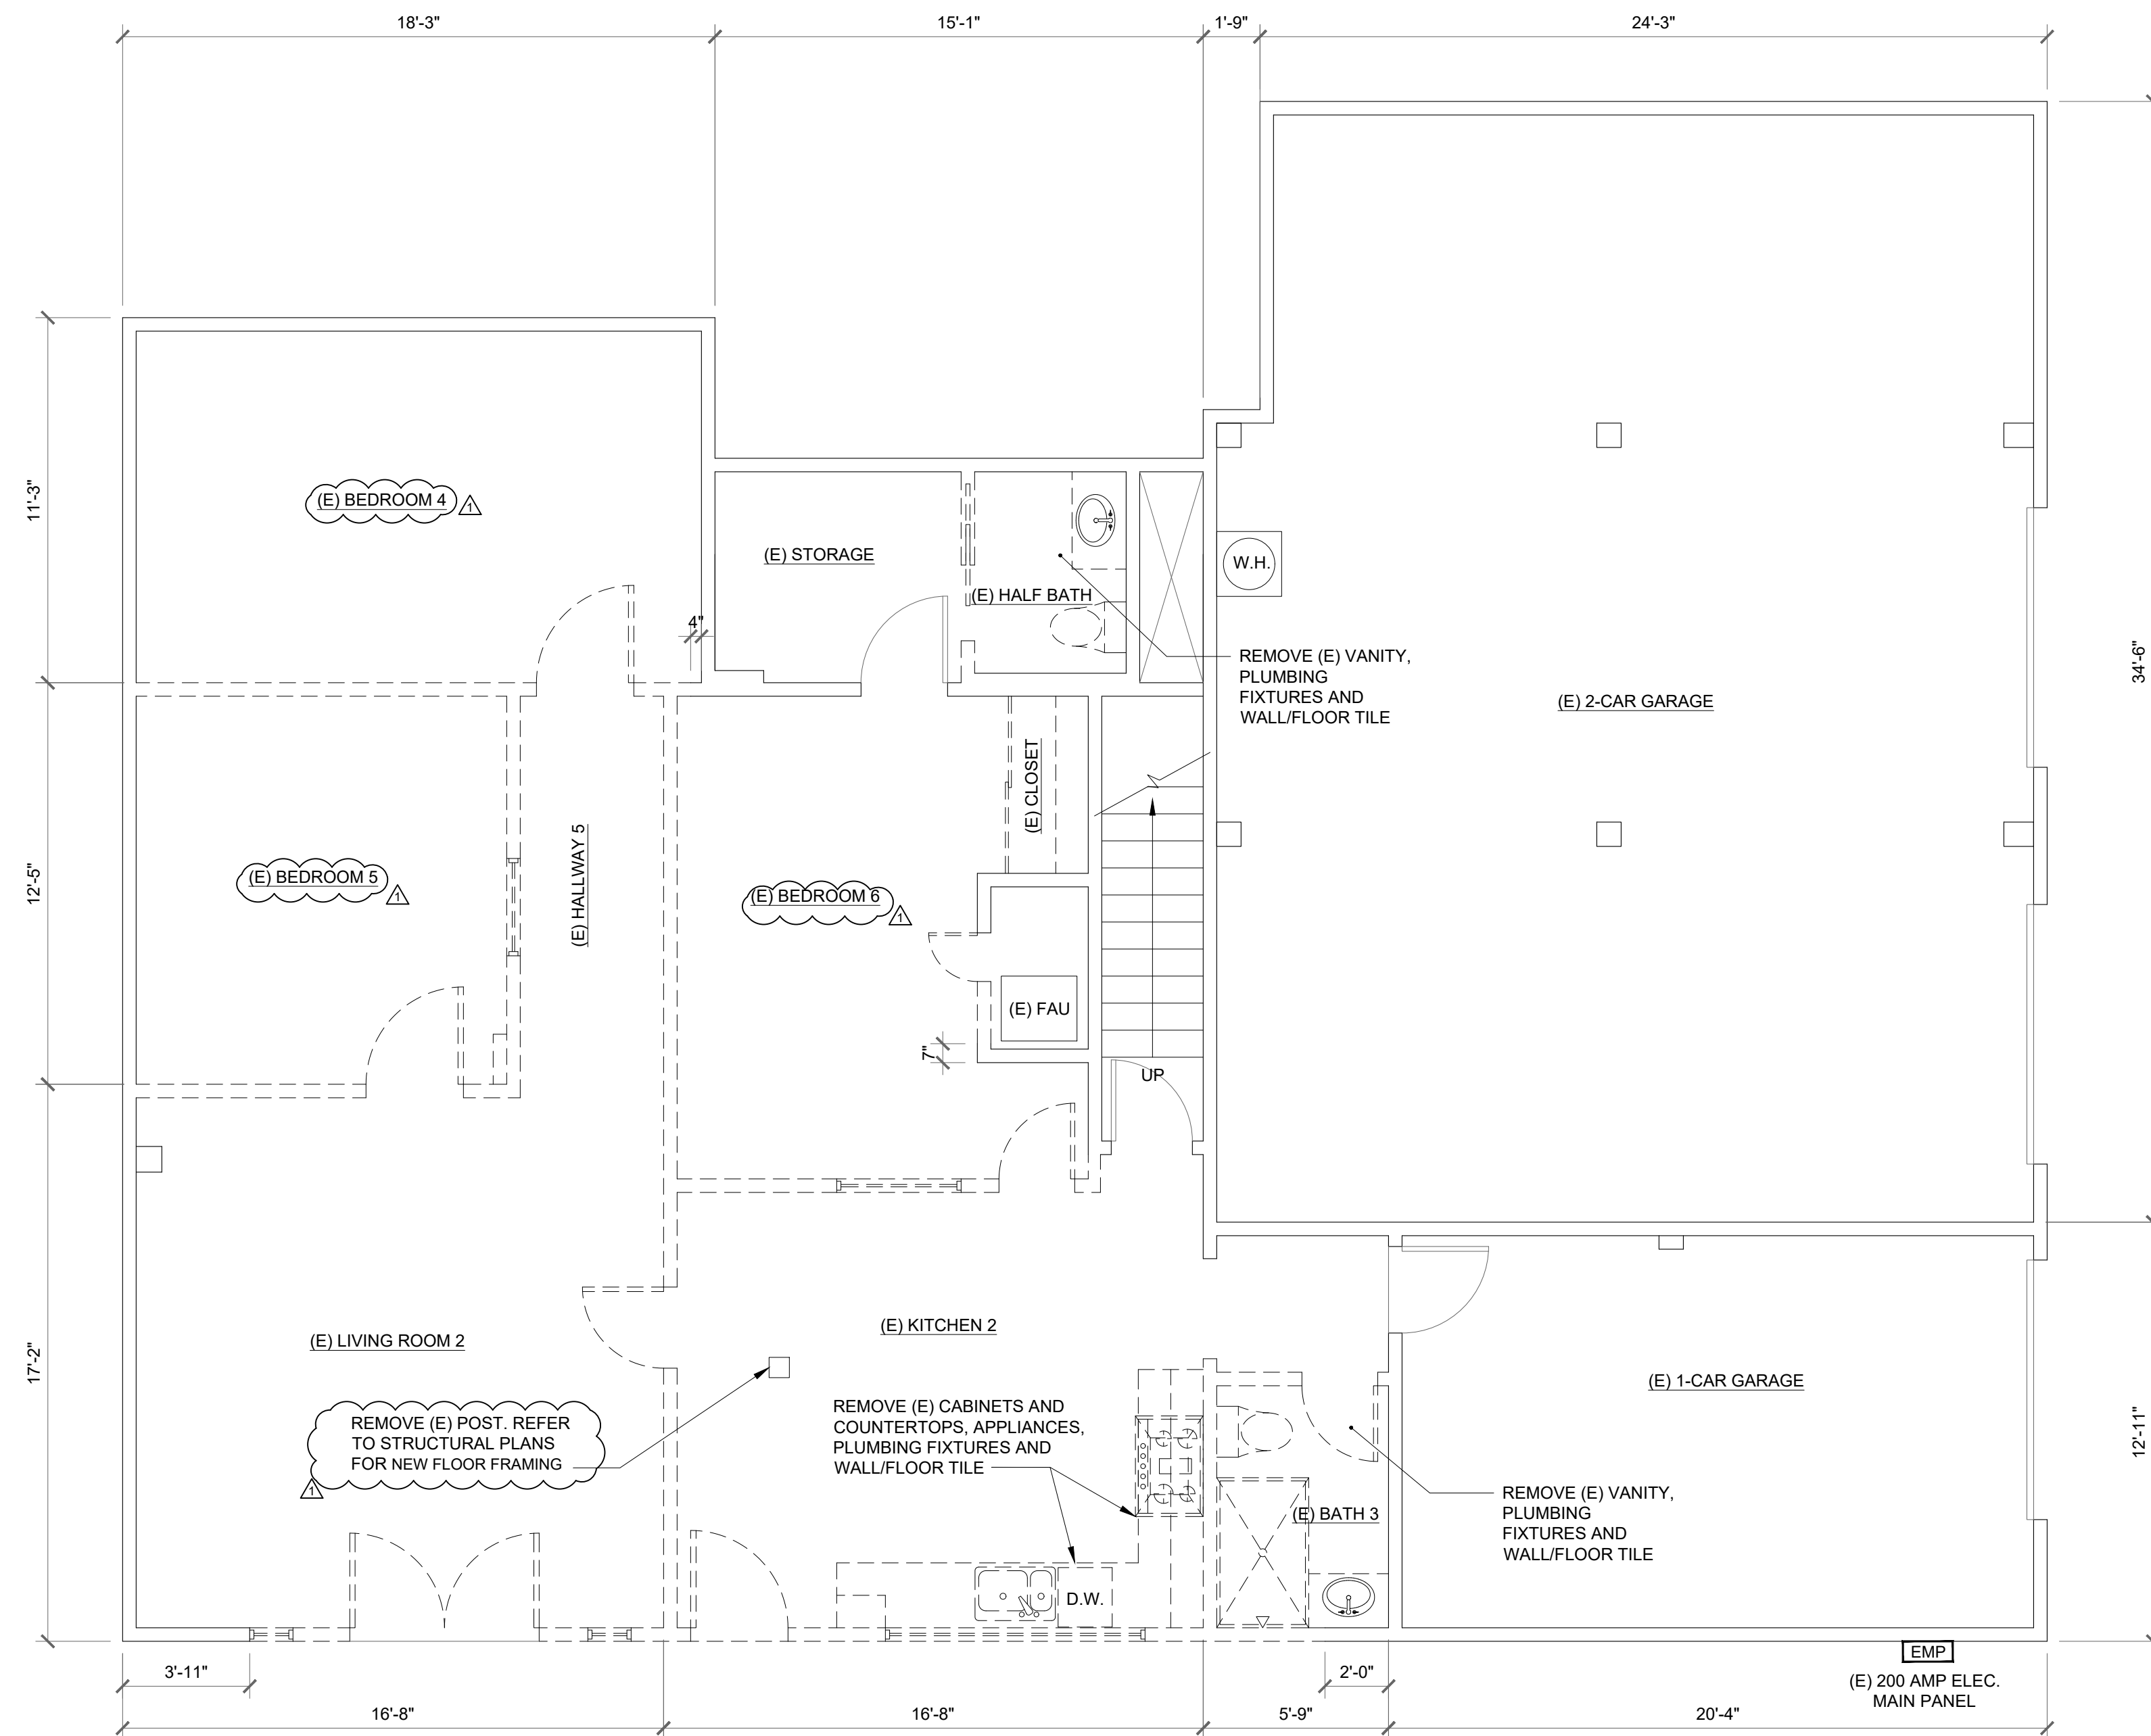 18'-3"
15'-1"
1'-9"
24'-3"
11'-3"
(E) BEDROOM 4
1
(E) STORAGE
(E) HALF BATH
W.H.
4"
REMOVE (E) VANITY,
PLUMBING
FIXTURES AND
WALL/FLOOR TILE
(E) 2-CAR GARAGE
34'-6"
12'-5"
(E) BEDROOM 5
1
(E) HALLWAY 5
(E) BEDROOM 6
1
(E) CLOSET
(E) FAU
7"
UP
17'-2"
(E) LIVING ROOM 2
(E) KITCHEN 2
REMOVE (E) POST. REFER
TO STRUCTURAL PLANS
FOR NEW FLOOR FRAMING
1
REMOVE (E) CABINETS AND
COUNTERTOPS, APPLIANCES,
PLUMBING FIXTURES AND
WALL/FLOOR TILE
D.W.
(E) BATH 3
(E) 1-CAR GARAGE
12'-11"
REMOVE (E) VANITY,
PLUMBING
FIXTURES AND
WALL/FLOOR TILE
EMP
(E) 200 AMP ELEC.
MAIN PANEL
3'-11"
2'-0"
16'-8"
16'-8"
5'-9"
20'-4"